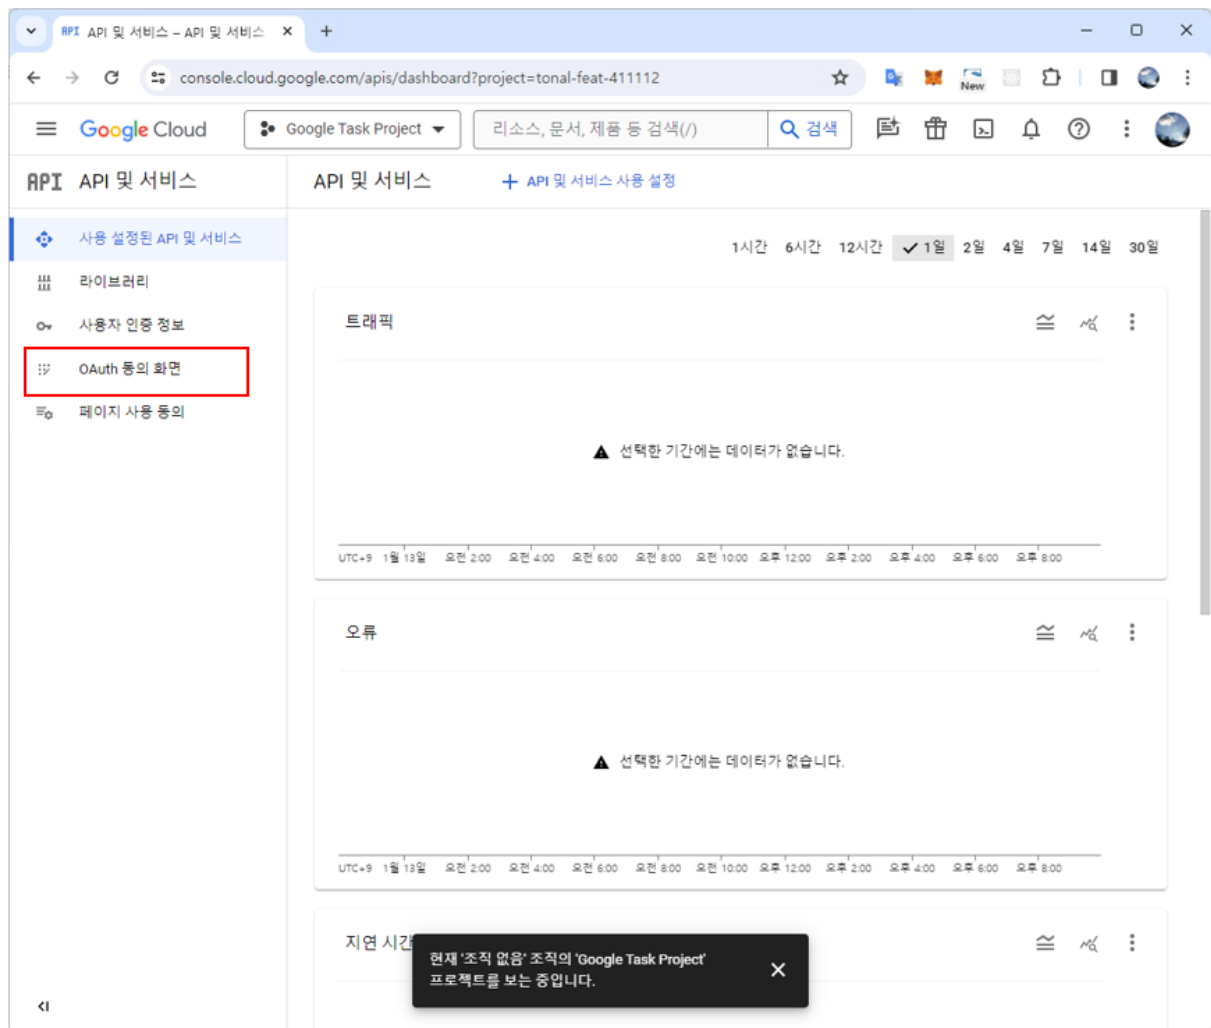 API API 및 서비스 – API 및 서비스
console.cloud.google.com/apis/dashboard?project=tonal-feat-411112
New
Google Cloud
Google Task Project
리소스, 문서, 제품 등 검색(/)
검색
API API 및 서비스
API 및 서비스
API 및 서비스 사용 설정
사용 설정된 API 및 서비스
라이브러리
사용자 인증 정보
OAuth 동의 화면
페이지 사용 동의
1시간 6시간 12시간 1일 2일 4일 7일 14일 30일
트래픽
선택한 기간에는 데이터가 없습니다.
UTC+9 1월 13일 오전 2:00 오전 4:00 오전 6:00 오전 8:00 오전 10:00 오후 12:00 오후 2:00 오후 4:00 오후 6:00 오후 8:00
오류
선택한 기간에는 데이터가 없습니다.
UTC+9 1월 13일 오전 2:00 오전 4:00 오전 6:00 오전 8:00 오전 10:00 오후 12:00 오후 2:00 오후 4:00 오후 6:00 오후 8:00
지연 시간
현재 '조직 없음' 조직의 'Google Task Project'
프로젝트를 보는 중입니다.